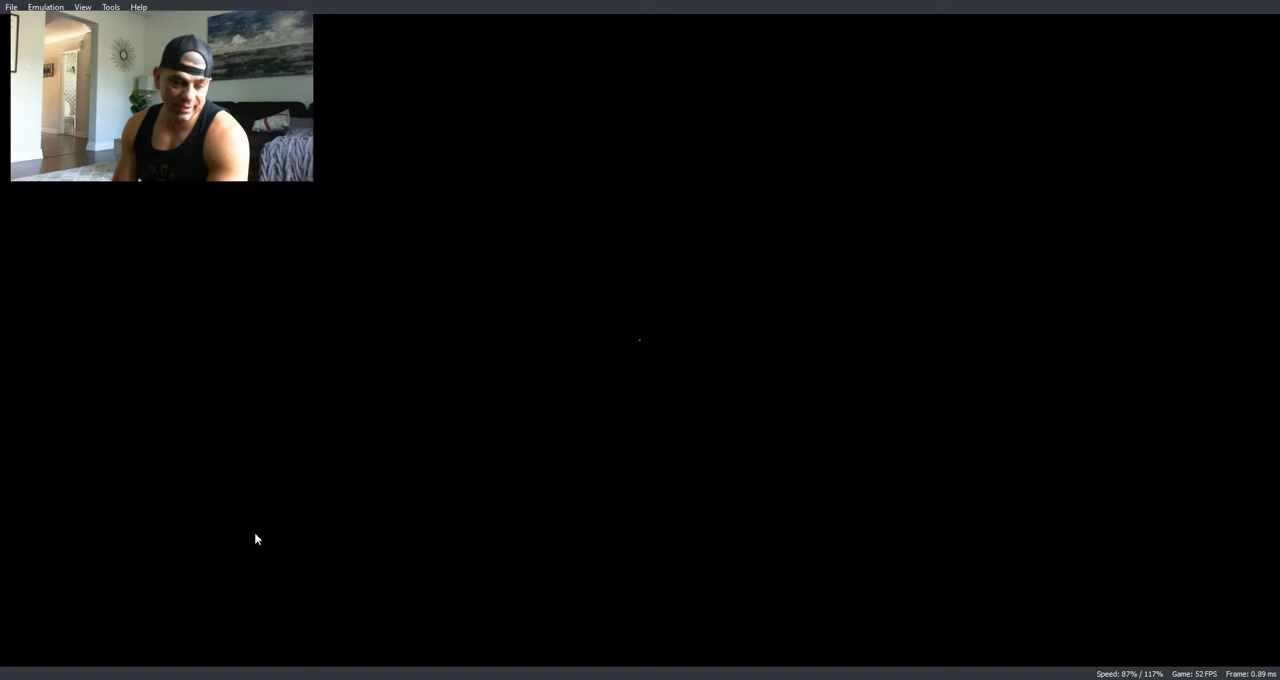 File Emulation View Tools Help
Speed: 87% / 117% Game: 52 FPS Frame: 0.89 ms